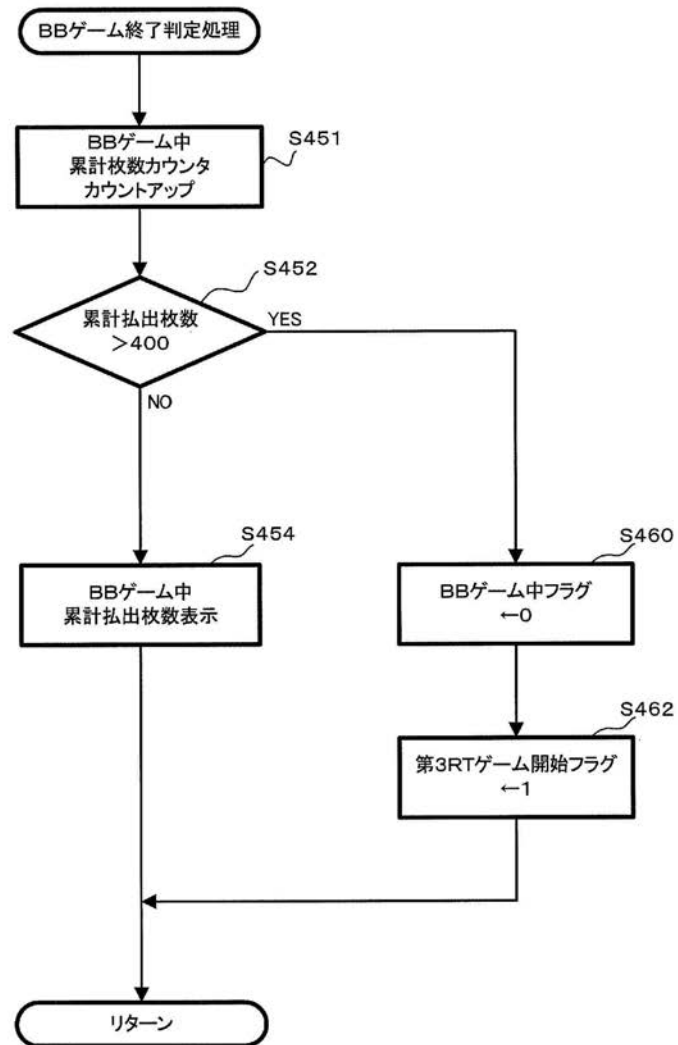 BBゲーム終了判定処理
S451
BBゲーム中
累計枚数カウンタ
カウントアップ
S452
累計払出枚数
>400
YES
NO
S454
BBゲーム中
累計払出枚数表示
S460
BBゲーム中フラグ
←0
S462
第3RTゲーム開始フラグ
←1
リターン